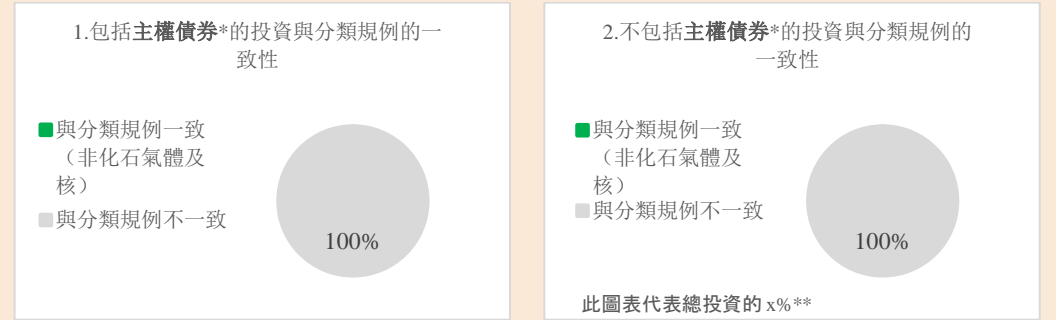 1.包括主權債券*的投資與分類規例的一
致性
與分類規例一致
（非化石氣體及
核）
與分類規例不一致
100%
2.不包括主權債券*的投資與分類規例的
一致性
與分類規例一致
（非化石氣體及
核）
與分類規例不一致
100%
此圖表代表總投資的 x%**